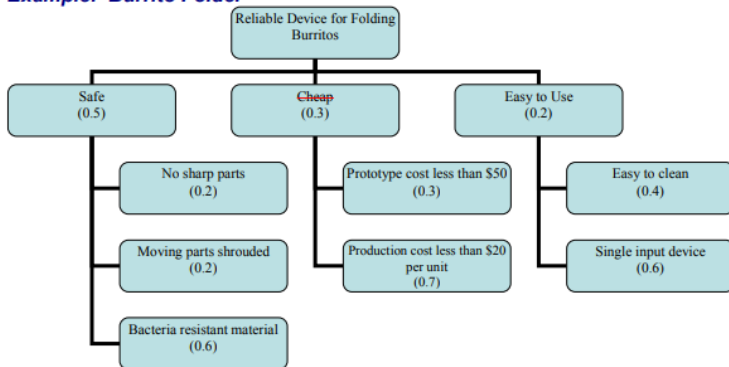 Example: Burrito Folder
Reliable Device for Folding
Burritos
Safe
(0.5)
Cheap
(0.3)
Easy to Use
(0.2)
No sharp parts
(0.2)
Prototype cost less than $50
(0.3)
Easy to clean
(0.4)
Moving parts shrouded
(0.2)
Production cost less than $20
per unit
(0.7)
Single input device
(0.6)
Bacteria resistant material
(0.6)